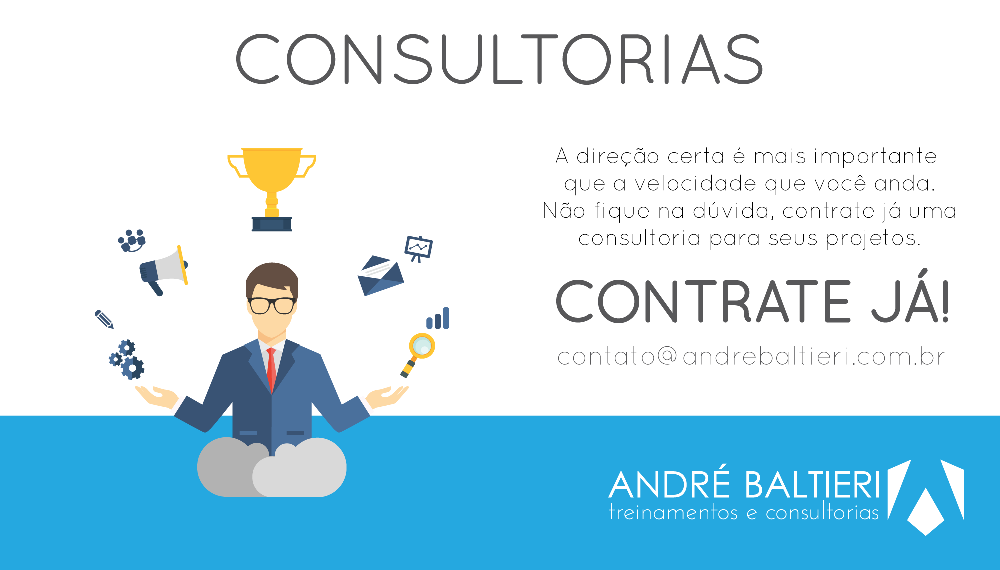 CONSULTORIAS
A direção certa é mais importante
que a velocidade que você anda.
Não fique na dúvida, contrate já uma
consultoria para seus projetos.
CONTRATE JÁ!
contato@andrebaltieri.com.br
ANDRÉ BALTIERI
treinamentos e consultorias